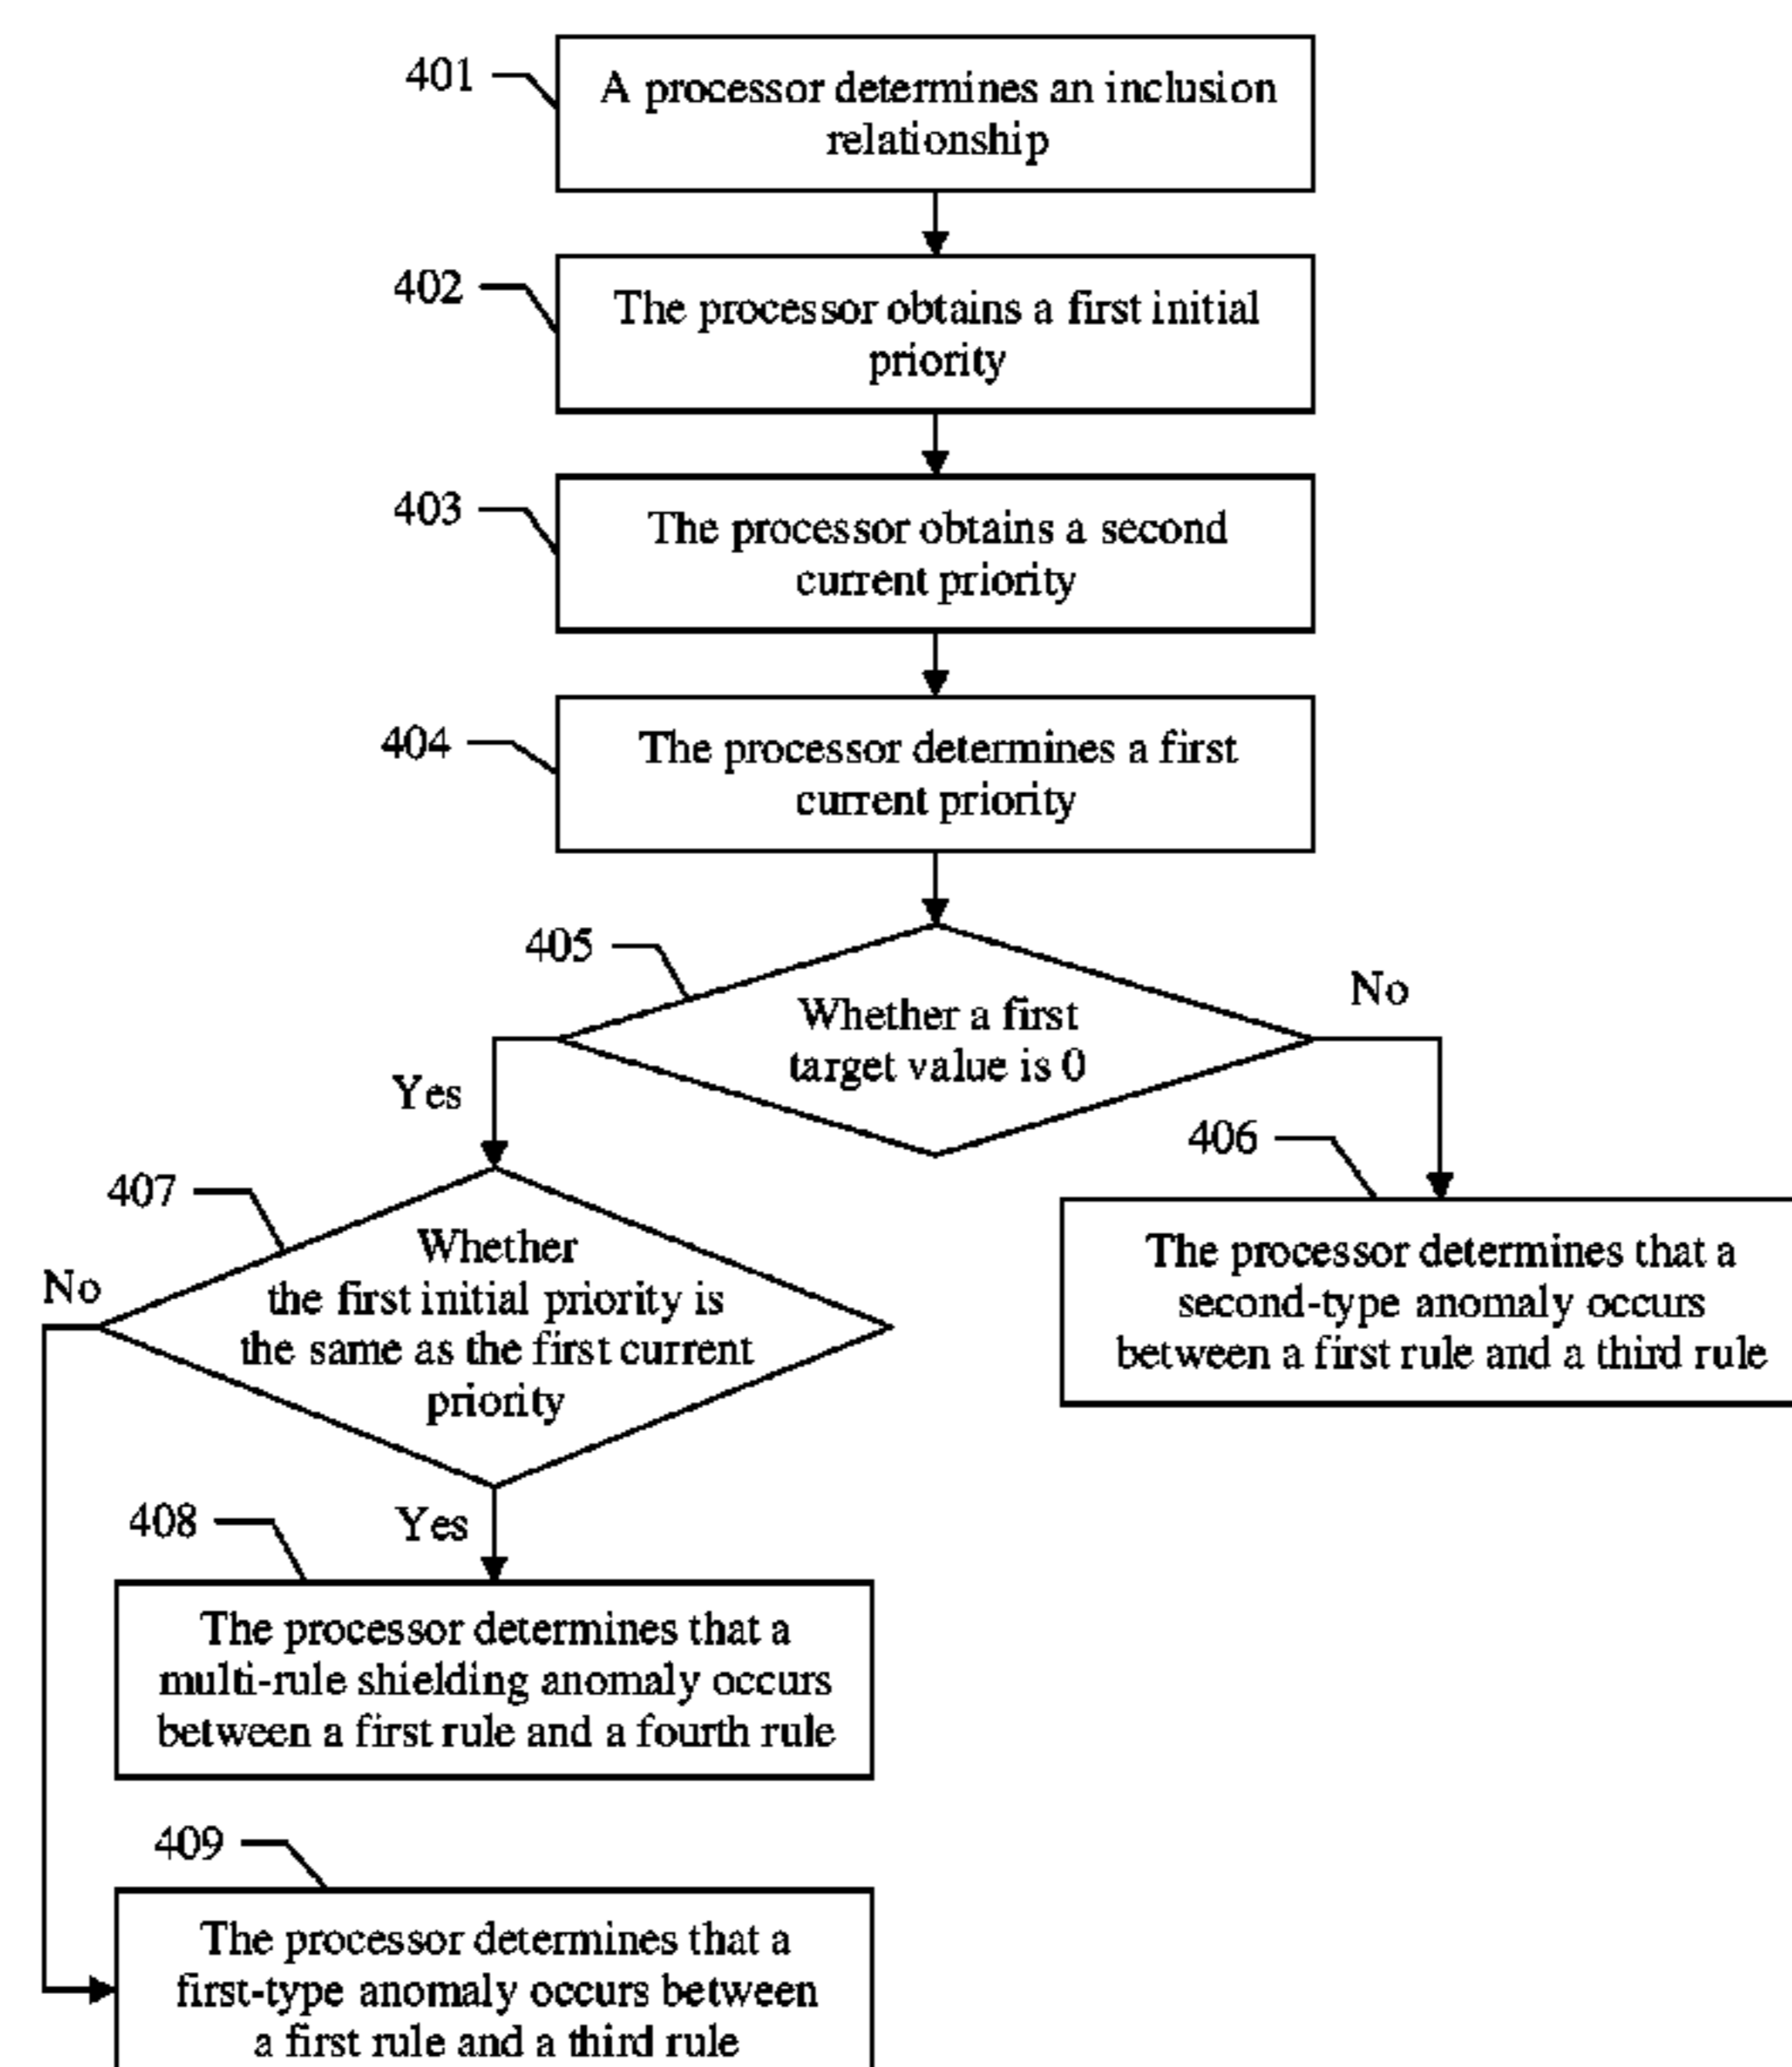 401
A processor determines an inclusion
relationship
402
The processor obtains a first initial
priority
403
The processor obtains a second
current priority
404
The processor determines a first
current priority
405
Whether a first
target value is 0
No
Yes
406
The processor determines that a
second-type anomaly occurs
between a first rule and a third rule
407
Whether
the first initial priority is
the same as the first current
priority
No
Yes
408
The processor determines that a
multi-rule shielding anomaly occurs
between a first rule and a fourth rule
409
The processor determines that a
first-type anomaly occurs between
a first rule and a third rule